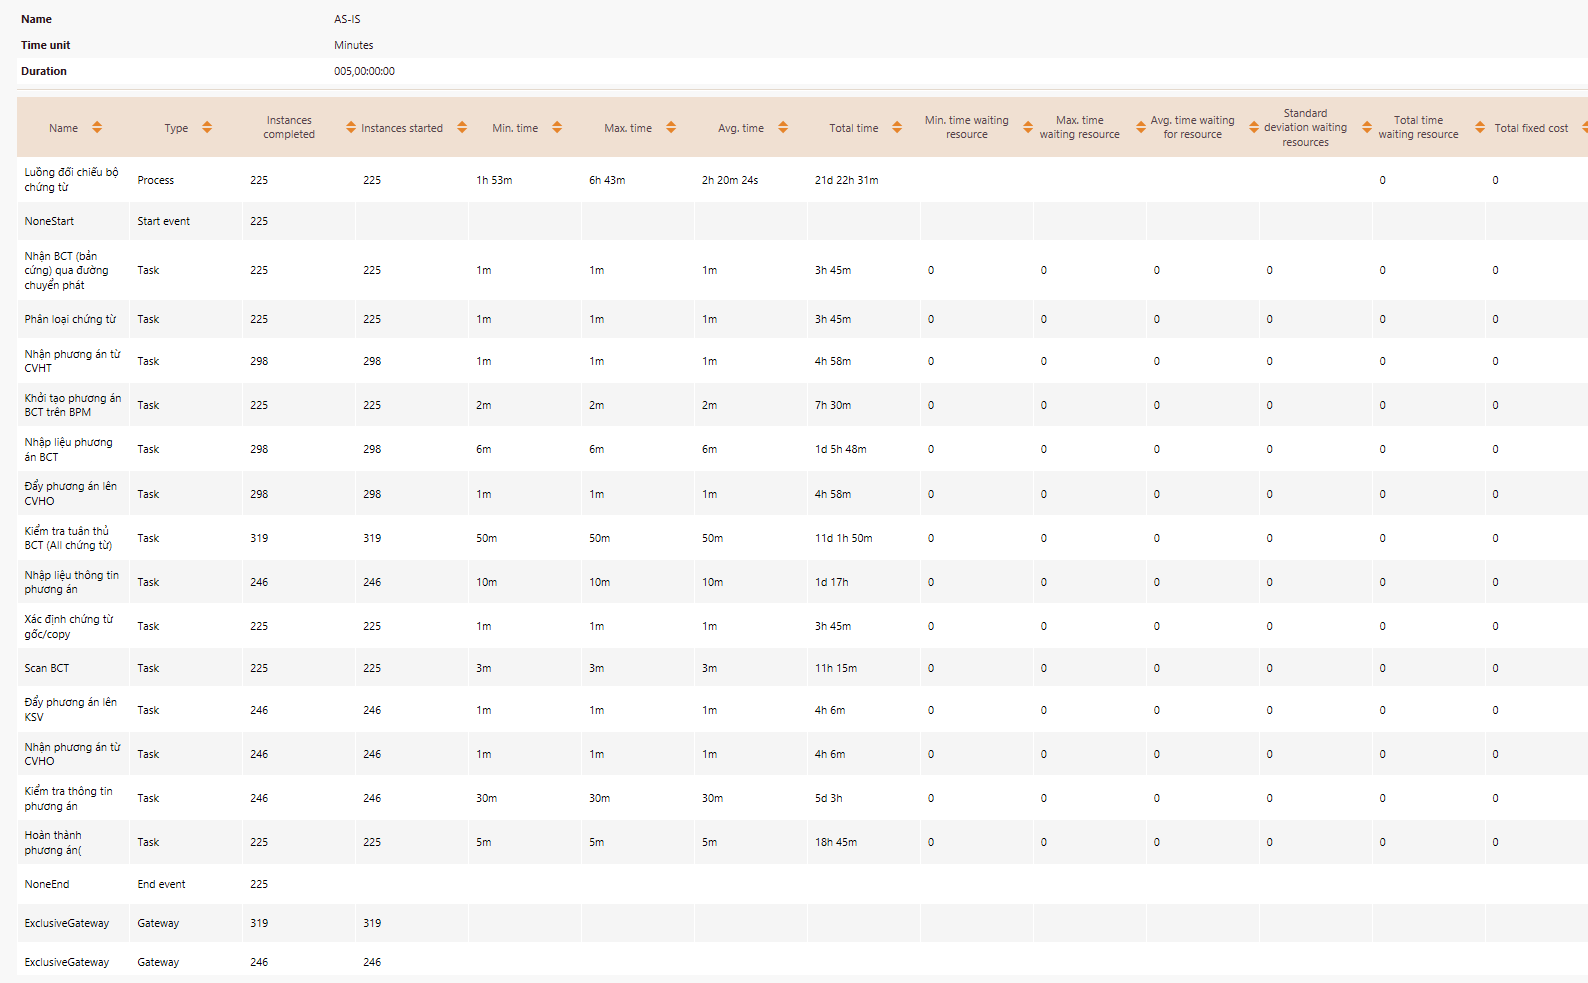 Name AS-IS
Time unit Minutes
Duration 005,00:00:00
Name Type Instances completed Instances started Min. time Max. time Avg. time Total time Min. time waiting resource Max. time waiting resource Avg. time waiting for resource Standard deviation waiting resources Total time waiting resource Total fixed cost
Luồng đối chiếu bộ chứng từ Process 225 225 1h 53m 6h 43m 2h 20m 24s 21d 22h 31m 0 0
NoneStart Start event 225
Nhận BCT (bản cứng) qua đường chuyển phát Task 225 225 1m 1m 1m 3h 45m 0 0 0 0 0 0
Phân loại chứng từ Task 225 225 1m 1m 1m 3h 45m 0 0 0 0 0 0
Nhận phương án từ CVHT Task 298 298 1m 1m 1m 4h 58m 0 0 0 0 0 0
Khởi tạo phương án BCT trên BPM Task 225 225 2m 2m 2m 7h 30m 0 0 0 0 0 0
Nhập liệu phương án BCT Task 298 298 6m 6m 6m 1d 5h 48m 0 0 0 0 0 0
Đẩy phương án lên CVHO Task 298 298 1m 1m 1m 4h 58m 0 0 0 0 0 0
Kiểm tra tuân thủ BCT (All chứng từ) Task 319 319 50m 50m 50m 11d 1h 50m 0 0 0 0 0 0
Nhập liệu thông tin phương án Task 246 246 10m 10m 10m 1d 17h 0 0 0 0 0 0
Xác định chứng từ gốc/copy Task 225 225 1m 1m 1m 3h 45m 0 0 0 0 0 0
Scan BCT Task 225 225 3m 3m 3m 11h 15m 0 0 0 0 0 0
Đẩy phương án lên KSV Task 246 246 1m 1m 1m 4h 6m 0 0 0 0 0 0
Nhận phương án từ CVHO Task 246 246 1m 1m 1m 4h 6m 0 0 0 0 0 0
Kiểm tra thông tin phương án Task 246 246 30m 30m 30m 5d 3h 0 0 0 0 0 0
Hoàn thành phương án( Task 225 225 5m 5m 5m 18h 45m 0 0 0 0 0 0
NoneEnd End event 225
ExclusiveGateway Gateway 319 319
ExclusiveGateway Gateway 246 246